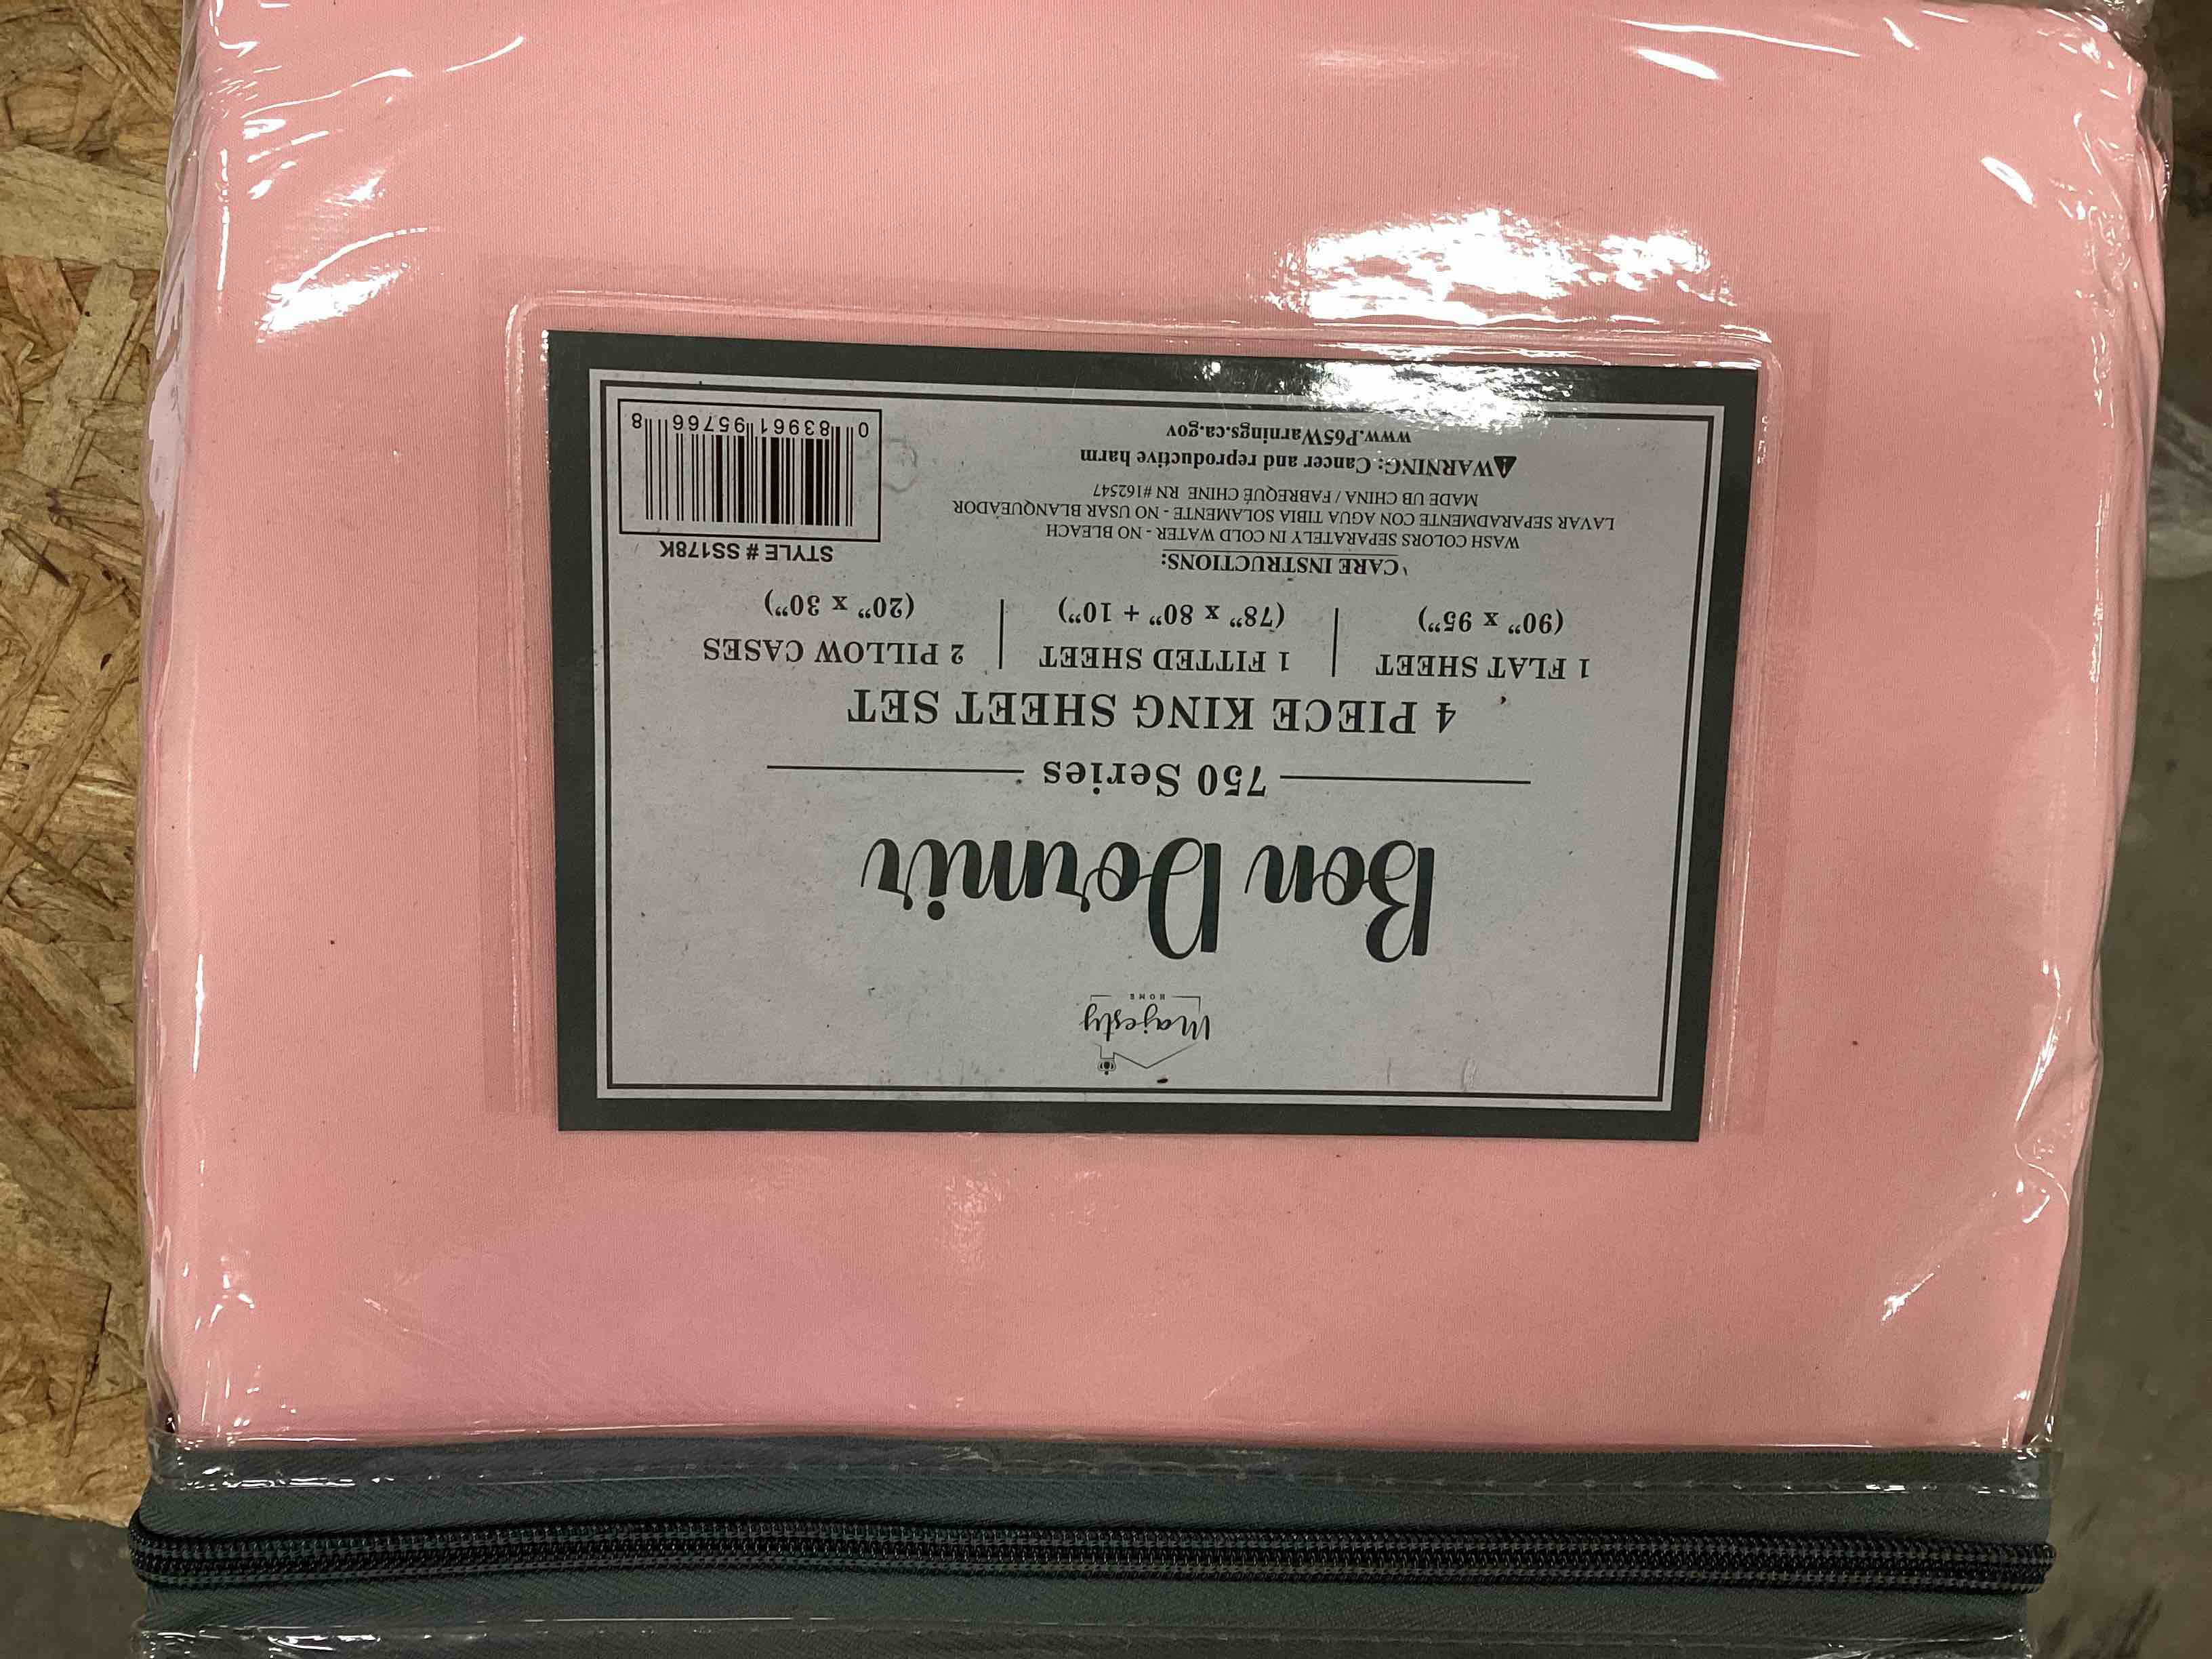 Majesty
HOME
Bon Dormir
750 Series
4 PIECE KING SHEET SET
1 FLAT SHEET
(90" x 95")
1 FITTED SHEET
(78" x 80" + 10")
2 PILLOW CASES
(20" x 30")
CARE INSTRUCTIONS:
WASH COLORS SEPARATELY IN COLD WATER - NO BLEACH
LAVAR SEPARADMENTE CON AGUA TIBIA SOLAMENTE - NO USAR BLANQUEADOR
MADE UB CHINA / FABREQUÉ CHINE RN #162547
WARNING: Cancer and reproductive harm
www.P65Warnings.ca.gov
STYLE # SS178K
0 83961 95766 8